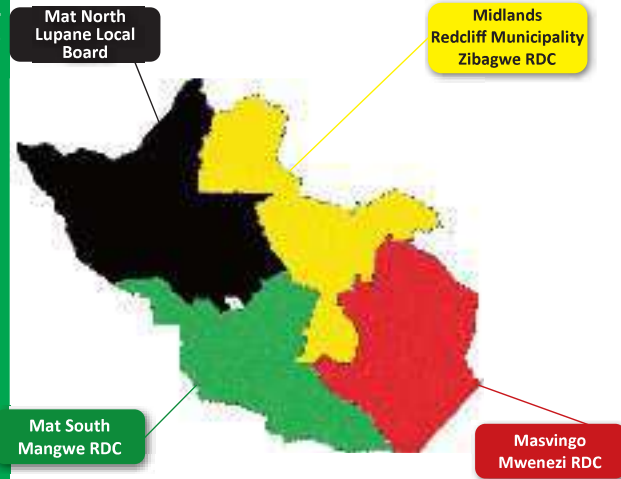 Mat North
Lupane Local
Board
Midlands
Redcliff Municipality
Zibagwe RDC
Mat South
Mangwe RDC
Masvingo
Mwenezi RDC